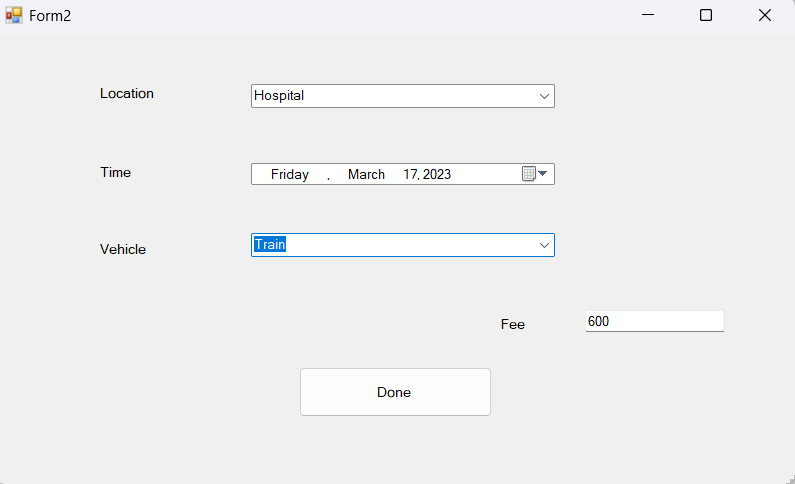 Form2
Location Hospital
Time Friday , March 17, 2023
Vehicle Train
Fee 600
Done